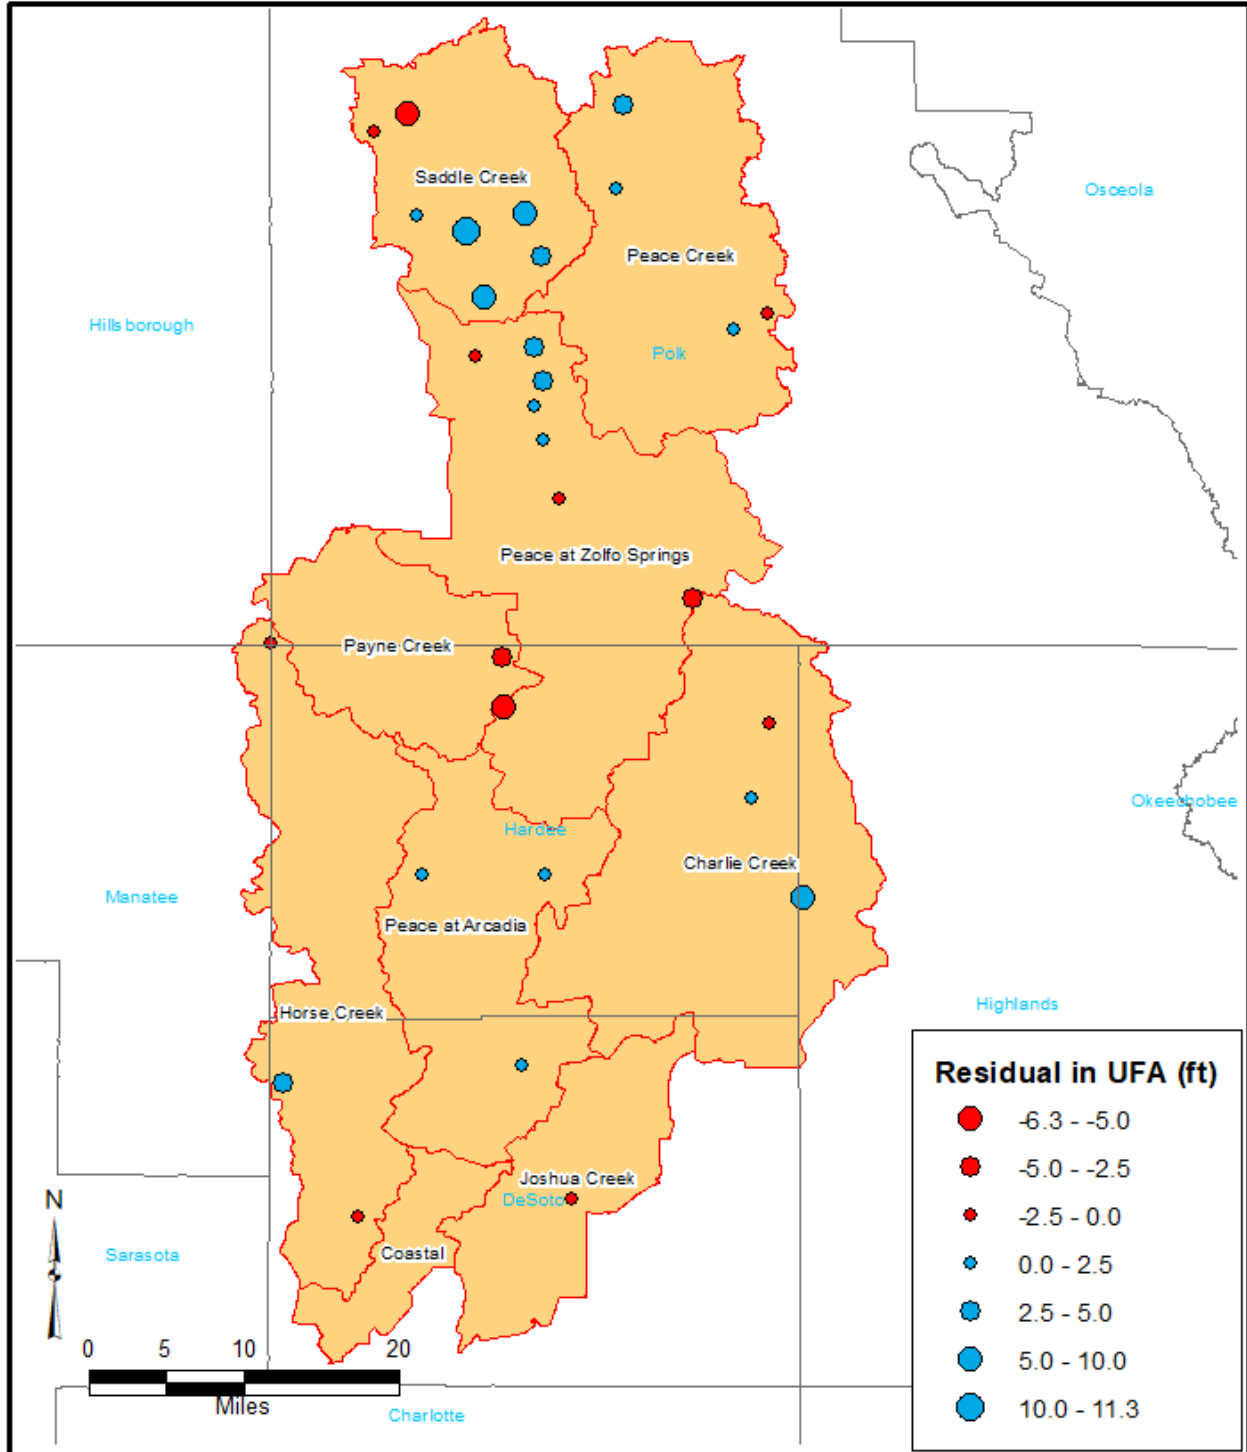 Saddle Creek
Osceola
Peace Creek
Hillsborough
Polk
Peace at Zolfo Springs
Payne Creek
Okeechobee
Hardee
Charlie Creek
Manatee
Peace at Arcadia
Highlands
Horse Creek
Residual in UFA (ft)
-6.3 - -5.0
-5.0 - -2.5
-2.5 - 0.0
0.0 - 2.5
2.5 - 5.0
5.0 - 10.0
10.0 - 11.3
Joshua Creek
DeSoto
N
Sarasota
Coastal
0 5 10 20
Miles
Charlotte